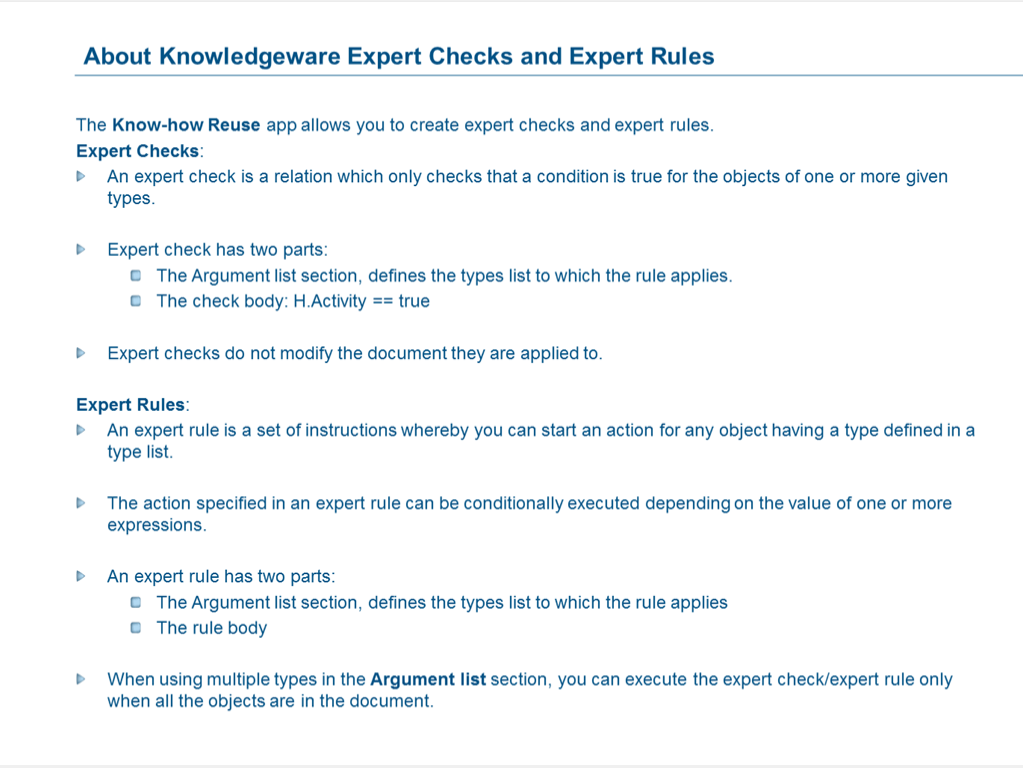 About Knowledgeware Expert Checks and Expert Rules
The Know-how Reuse app allows you to create expert checks and expert rules.
Expert Checks:
An expert check is a relation which only checks that a condition is true for the objects of one or more given
types.
Expert check has two parts:
The Argument list section, defines the types list to which the rule applies.
The check body: H.Activity == true
Expert checks do not modify the document they are applied to.
Expert Rules:
An expert rule is a set of instructions whereby you can start an action for any object having a type defined in a
type list.
The action specified in an expert rule can be conditionally executed depending on the value of one or more
expressions.
An expert rule has two parts:
The Argument list section, defines the types list to which the rule applies
The rule body
When using multiple types in the Argument list section, you can execute the expert check/expert rule only
when all the objects are in the document.